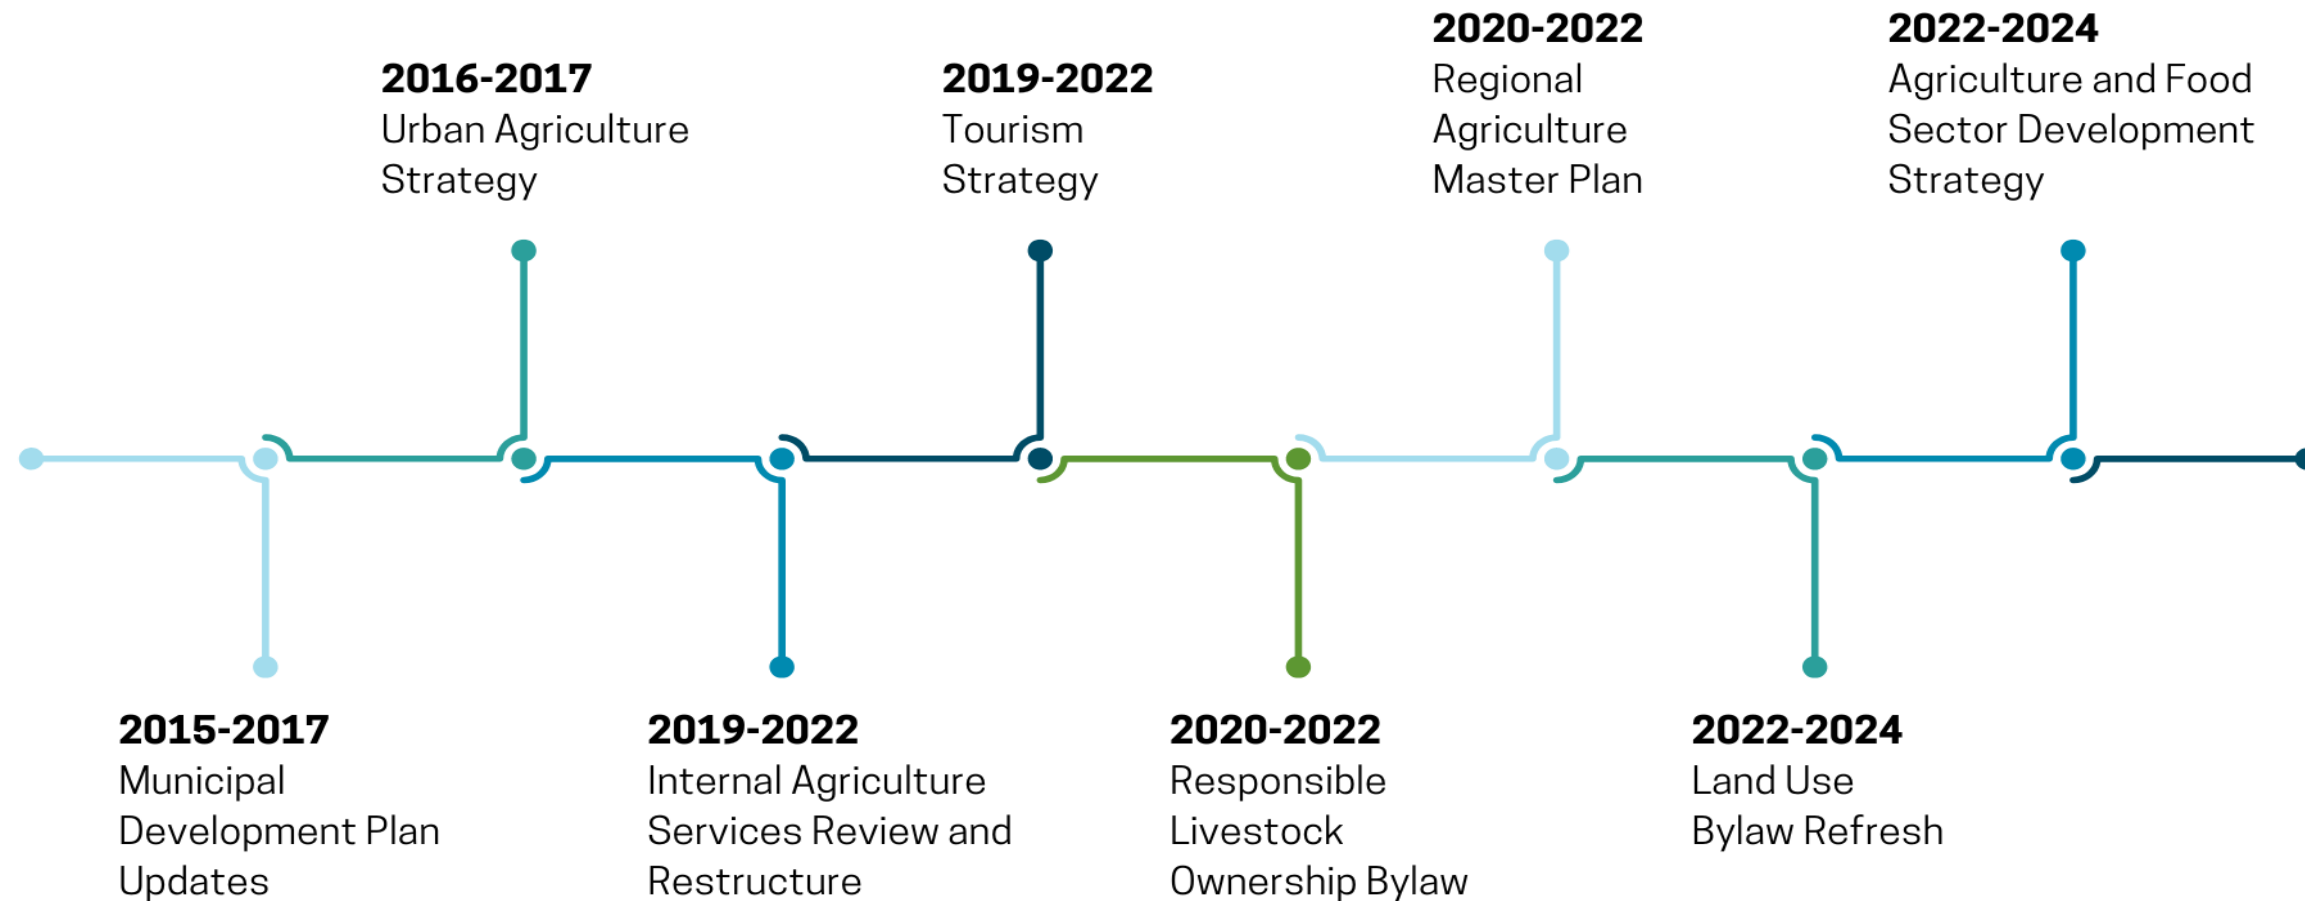 2015-2017
Municipal
Development Plan
Updates
2016-2017
Urban Agriculture
Strategy
2019-2022
Internal Agriculture
Services Review and
Restructure
2019-2022
Tourism
Strategy
2020-2022
Responsible
Livestock
Ownership Bylaw
2020-2022
Regional
Agriculture
Master Plan
2022-2024
Land Use
Bylaw Refresh
2022-2024
Agriculture and Food
Sector Development
Strategy